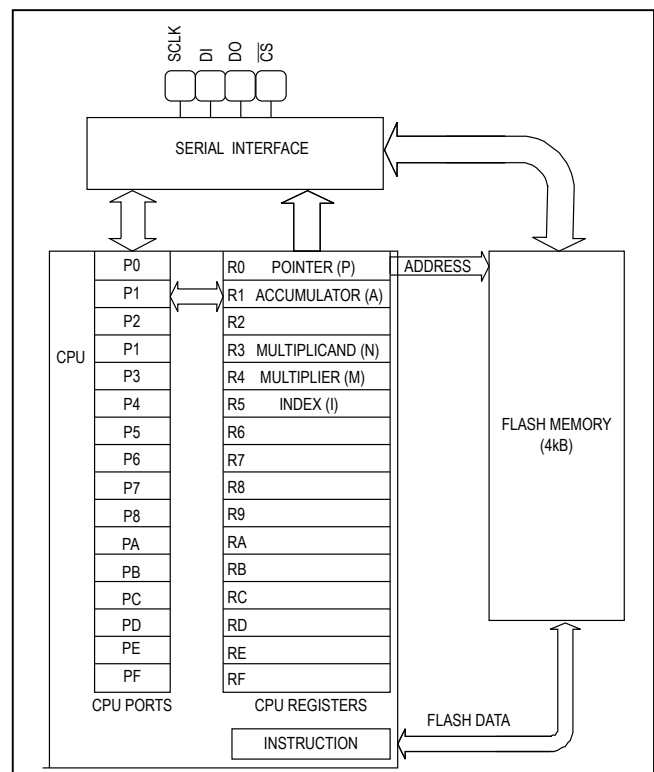 SCLK
DI
DO
CS
SERIAL INTERFACE
CPU
P0
P1
P2
P1
P3
P4
P5
P6
P7
P8
PA
PB
PC
PD
PE
PF
CPU PORTS
R0 POINTER (P)
R1 ACCUMULATOR (A)
R2
R3 MULTIPLICAND (N)
R4 MULTIPLIER (M)
R5 INDEX (I)
R6
R7
R8
R9
RA
RB
RC
RD
RE
RF
CPU REGISTERS
INSTRUCTION
ADDRESS
FLASH MEMORY
(4kB)
FLASH DATA